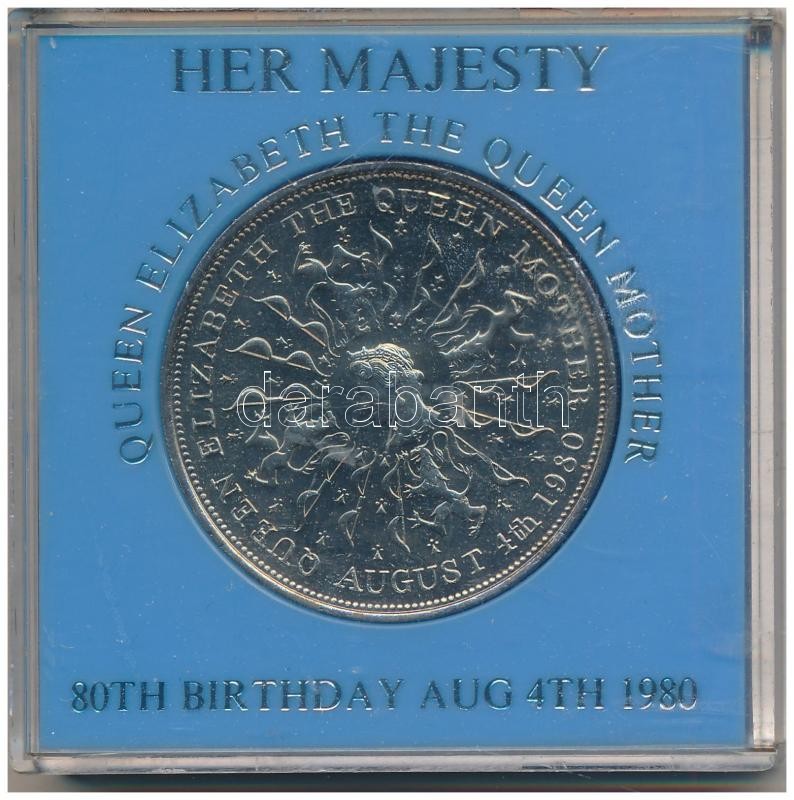 HER MAJESTY
QUEEN ELIZABETH THE QUEEN MOTHER
QUEEN ELIZABETH THE QUEEN MOTHER
AUGUST 4th 1980
darabanth
80TH BIRTHDAY AUG 4TH 1980